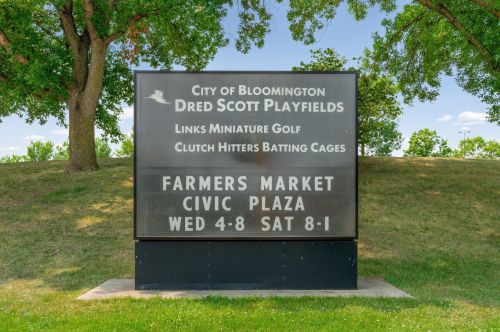 City of Bloomington
Dred Scott Playfields
Links Miniature Golf
Clutch Hitters Batting Cages
FARMERS MARKET
CIVIC PLAZA
WED 4-8 SAT 8-1